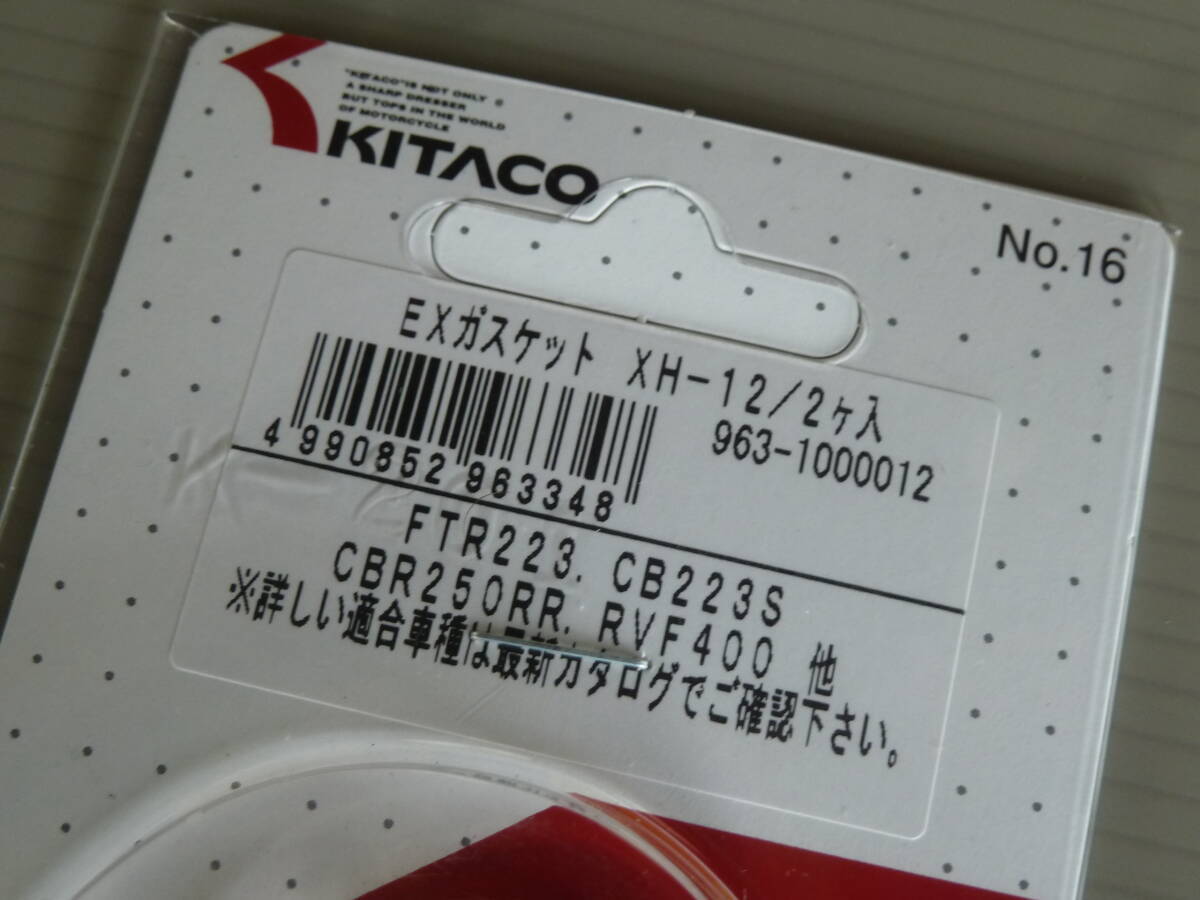 "KITACO" IS NOT ONLY
A SHARP DRESSER
BUT TOPS IN THE WORLD
OF MOTORCYCLE
KITACO
No.16
EXガスケット XH-12/2ヶ入
963-1000012
4 990852 963348
FTR223. CB223S
CBR250RR. RVF400 他
※詳しい適合車種は最新カタログでご確認下さい。